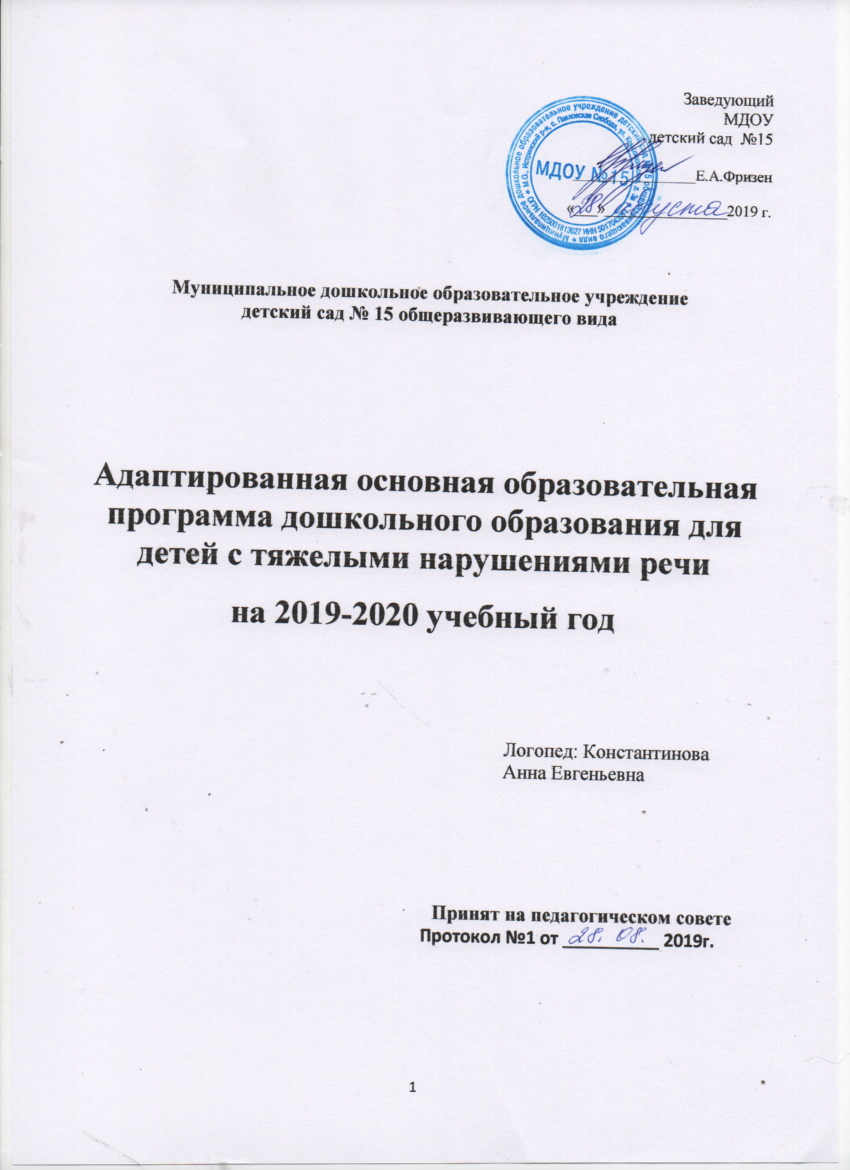 Заведующий
МДОУ
детский сад №15
Е.А.Фризен
«28» августа 2019 г.
МДОУ №15
Муниципальное дошкольное образовательное учреждение
детский сад № 15 общеразвивающего вида
Адаптированная основная образовательная
программа дошкольного образования для
детей с тяжелыми нарушениями речи
на 2019-2020 учебный год
Логопед: Константинова
Анна Евгеньевна
Принят на педагогическом совете
Протокол №1 от 28. 08. 2019г.
1